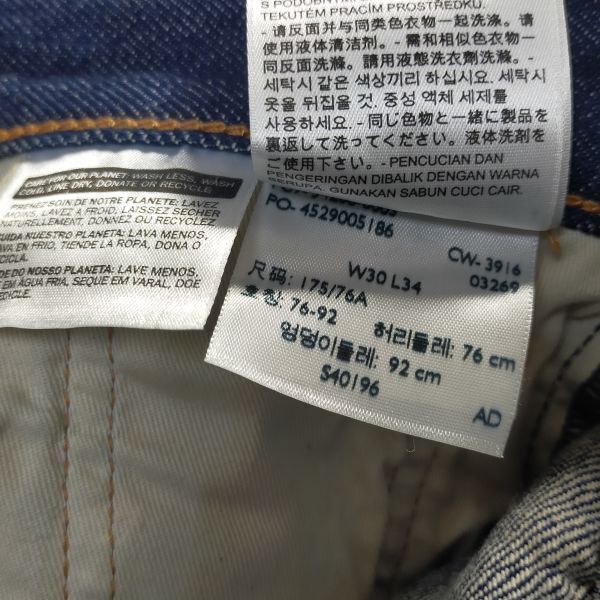 S PODOBNÝM
TEKUTÉM PRACÍM PROSTŘEDKU.
- 请反面并与同类色衣物一起洗涤。请
使用液体清洁剂。- 需和相似色衣物一
同反面洗滌。請用液態洗衣劑洗滌。-
세탁시 같은 색상끼리 하십시요. 세탁시
옷을 뒤집을 것. 중성 액체 세제를
사용하세요. - 同じ色物と一緒に製品を
裏返して洗ってください。液体洗剤を
ご使用下さい。- PENCUCIAN DAN
PENGERINGAN DIBALIK DENGAN WARNA
SERUPA. GUNAKAN SABUN CUCI CAIR.
CARE FOR OUR PLANET: WASH LESS, WASH
COLD, LINE DRY, DONATE OR RECYCLE.
PRENEZ SOIN DE NOTRE PLANETE: LAVEZ
MOINS, LAVEZ A FROID, LAISSEZ SECHER
NATURELLEMENT, DONNEZ OU RECYCLEZ.
CUIDA NUESTRO PLANETA: LAVA MENOS,
LAVA EN FRIO, TIENDE LA ROPA, DONA O
RECICLA.
CUIDE DO NOSSO PLANETA: LAVE MENOS,
LAVE EM ÁGUA FRIA, SEQUE EM VARAL, DOE
RECICLE.
PO- 4529005186
CW- 3916
W30 L34 03269
尺码: 175/76A
호칭: 76-92 허리둘레: 76 cm
엉덩이둘레: 92 cm
540196 AD